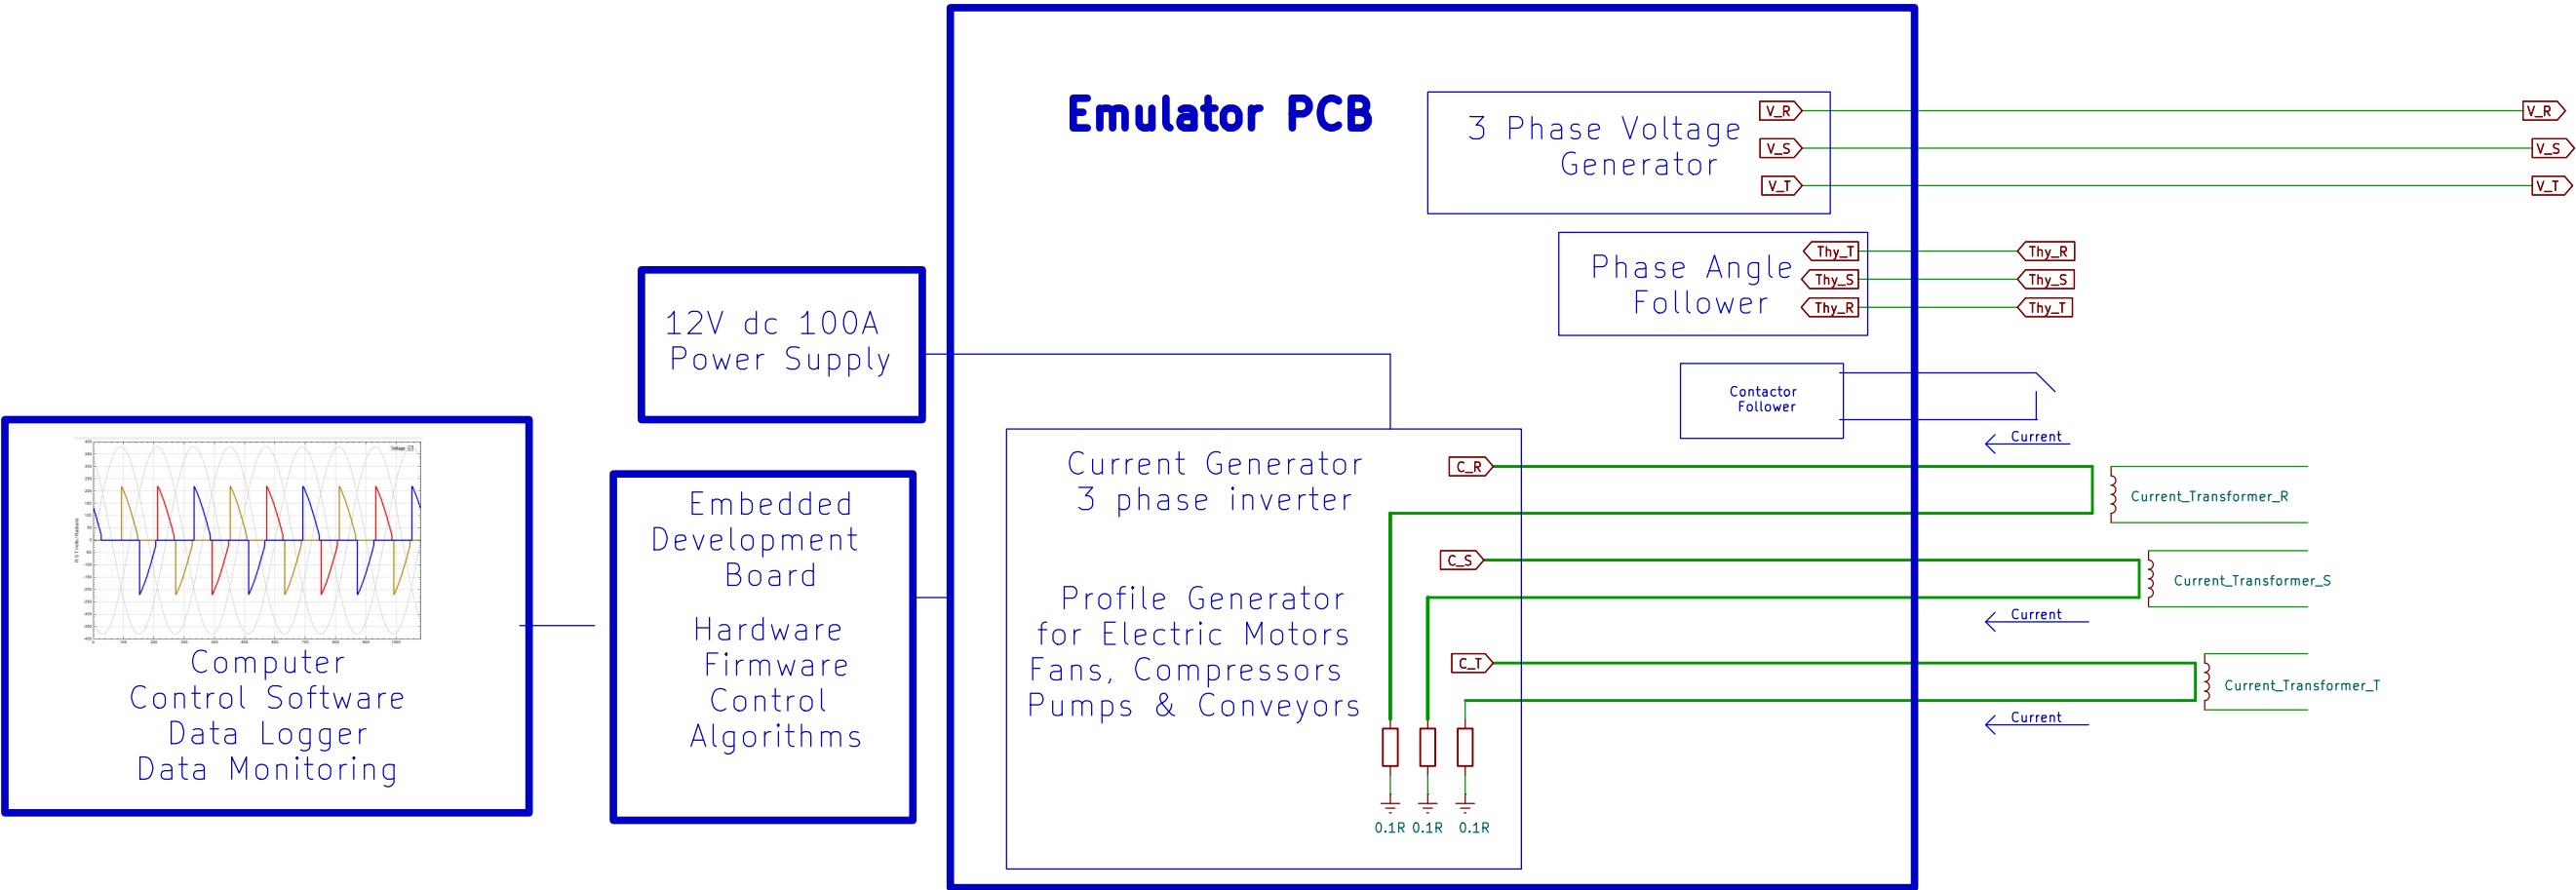 Emulator PCB
3 Phase Voltage
Generator
V_R
V_S
V_T
V_R
V_S
V_T
Phase Angle
Follower
Thy_T
Thy_S
Thy_R
Thy_R
Thy_S
Thy_T
12V dc 100A
Power Supply
Contactor
Follower
Current
Current Generator
3 phase inverter
C_R
Current_Transformer_R
C_S
Current_Transformer_S
Current
Profile Generator
for Electric Motors
Fans, Compressors
Pumps & Conveyors
C_T
Current_Transformer_T
Current
0.1R
0.1R
0.1R
Embedded
Development
Board
Hardware
Firmware
Control
Algorithms
Voltage
Computer
Control Software
Data Logger
Data Monitoring